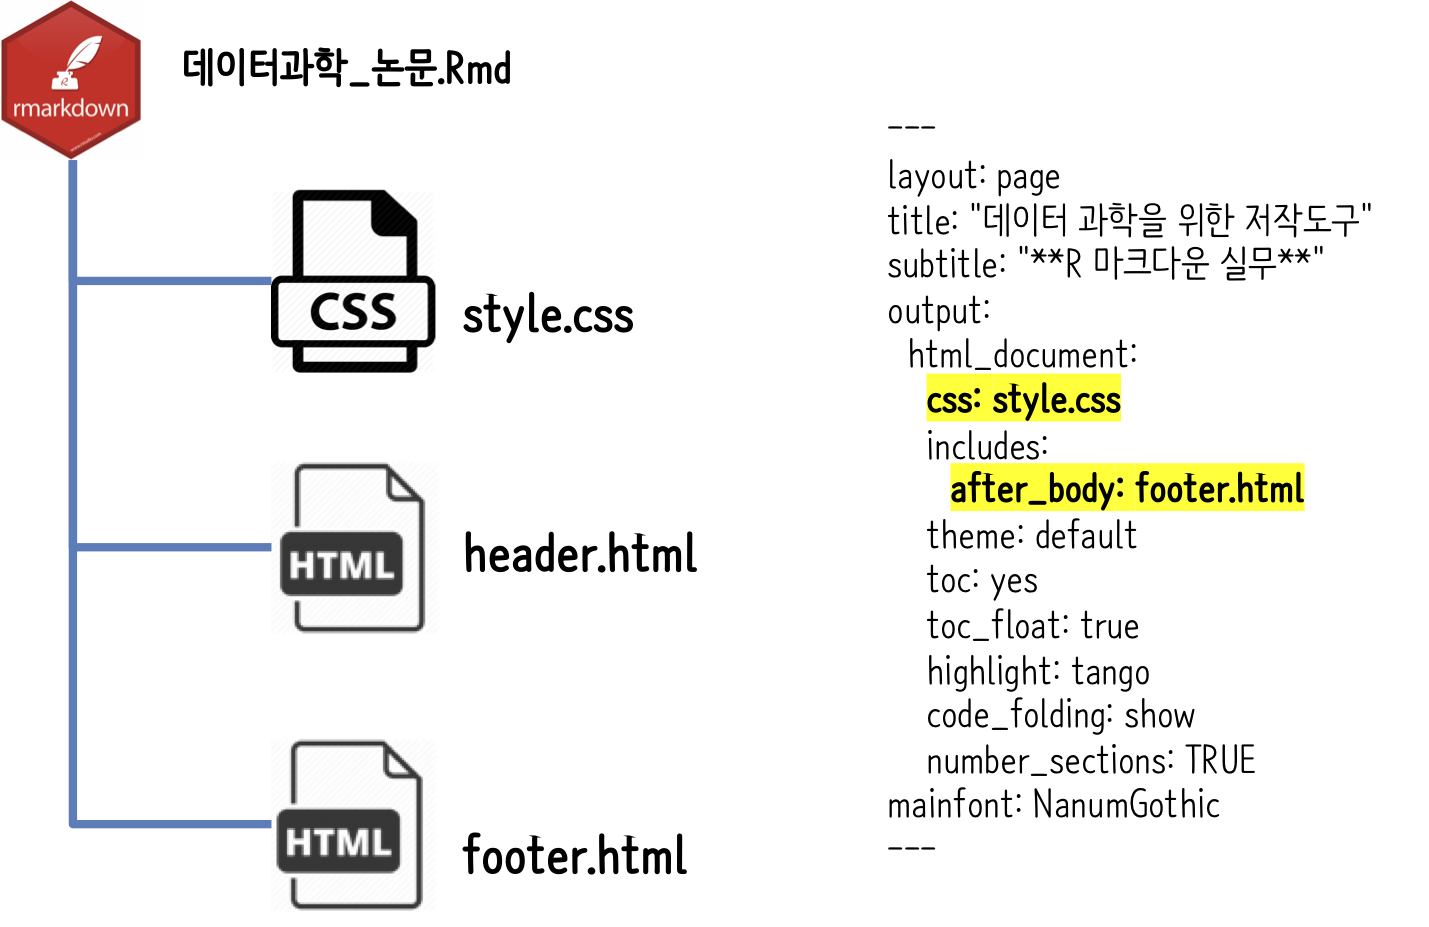 rmarkdown
데이터과학_논문.Rmd
CSS
style.css
HTML
header.html
HTML
footer.html
---
layout: page
title: "데이터 과학을 위한 저작도구"
subtitle: "**R 마크다운 실무**"
output:
html_document:
css: style.css
includes:
after_body: footer.html
theme: default
toc: yes
toc_float: true
highlight: tango
code_folding: show
number_sections: TRUE
mainfont: NanumGothic
---